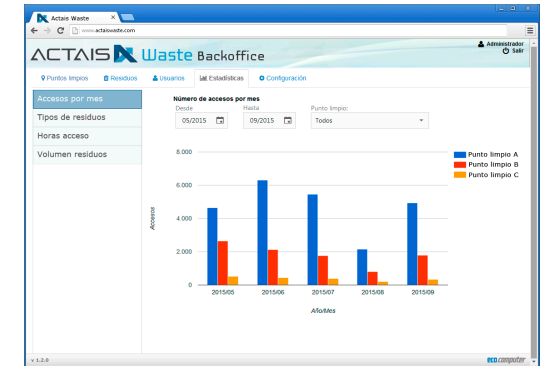 Actais Waste
www.actaiswaste.com
ACTAIS Waste Backoffice
Administrador
Salir
Puntos limpios Residuos Usuarios Estadísticas Configuración
Accesos por mes
Tipos de residuos
Horas acceso
Volumen residuos
Número de accesos por mes
Desde Hasta Punto limpio:
05/2015 09/2015 Todos
8.000
6.000
4.000
2.000
0
Accesos
2015/05 2015/06 2015/07 2015/08 2015/09
Año/Mes
Punto limpio A
Punto limpio B
Punto limpio C
v 1.2.0
eco computer